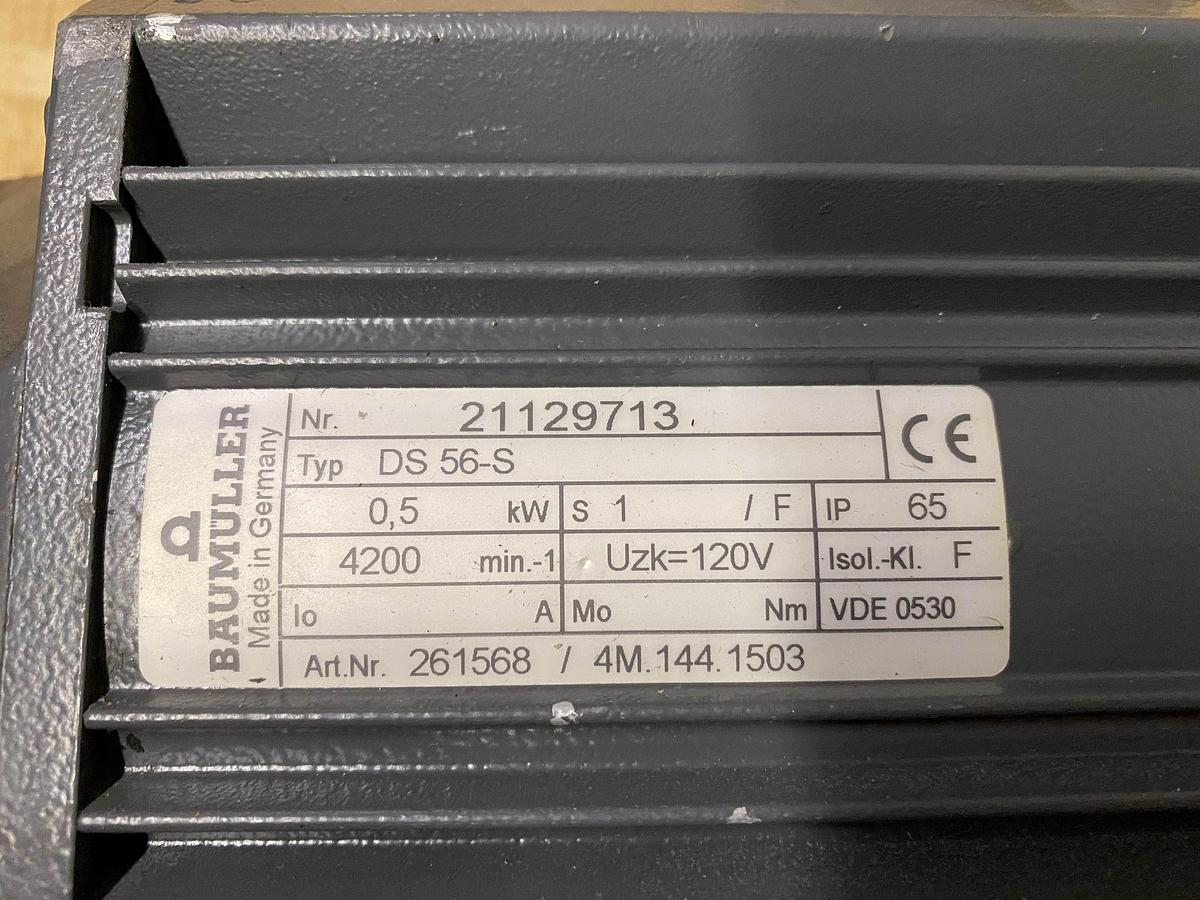 BAUMÜLLER
Made in Germany
Nr. 21129713
CE
Typ DS 56-S
0,5 kW S 1 / F IP 65
4200 min.-1 Uzk=120V Isol.-Kl. F
Io A Mo Nm VDE 0530
Art.Nr. 261568 / 4M.144.1503